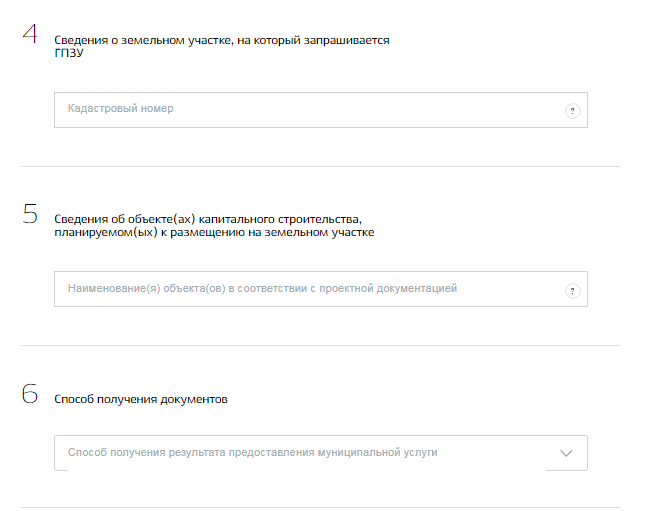 4
Сведения о земельном участке, на который запрашивается
ГПЗУ
Кадастровый номер
?
5
Сведения об объекте(ах) капитального строительства,
планируемом(ых) к размещению на земельном участке
Наименование(я) объекта(ов) в соответствии с проектной документацией
?
6
Способ получения документов
Способ получения результата предоставления муниципальной услуги